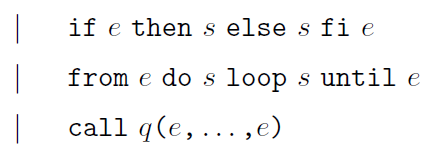 | if e then s else s fi e
| from e do s loop s until e
| call q(e,...,e)